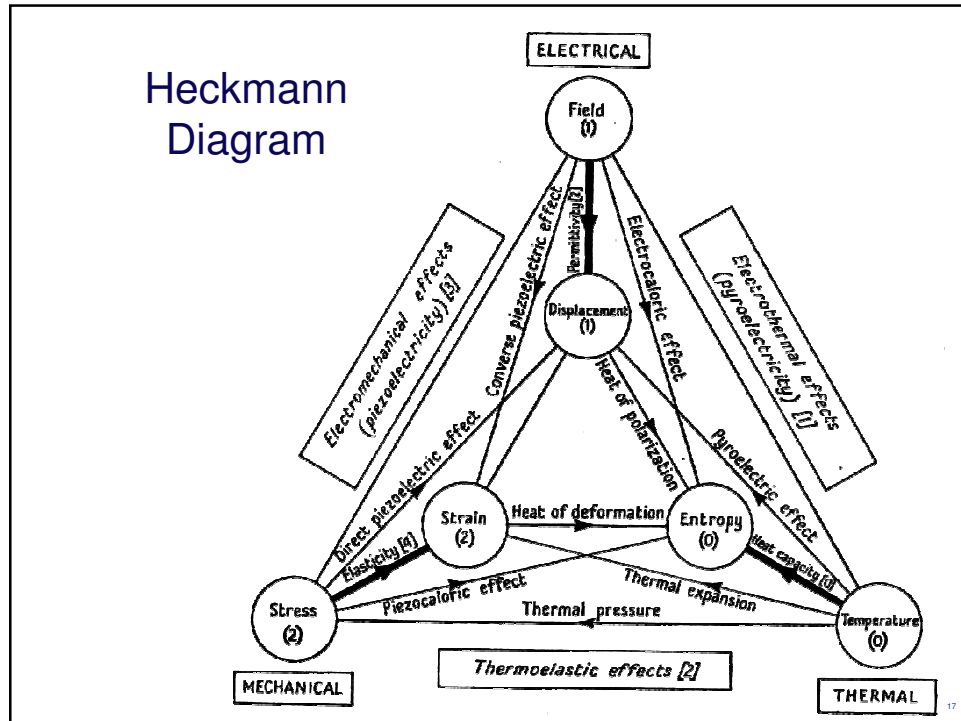 Heckmann
Diagram
ELECTRICAL
Field
(1)
Permittivity[2]
Converse piezoelectric effect
Electrocaloric effect
Electromechanical effects
(piezoelectricity) [3]
Electrothermal effects
(pyroelectricity) [1]
Displacement
(1)
Heat of polarization
Direct piezoelectric effect
Pyroelectric effect
Strain
(2)
Heat of deformation
Entropy
(0)
Elasticity [4]
Heat capacity [0]
Piezocaloric effect
Thermal expansion
Stress
(2)
Thermal pressure
Temperature
(0)
Thermoelastic effects [2]
MECHANICAL
THERMAL
17